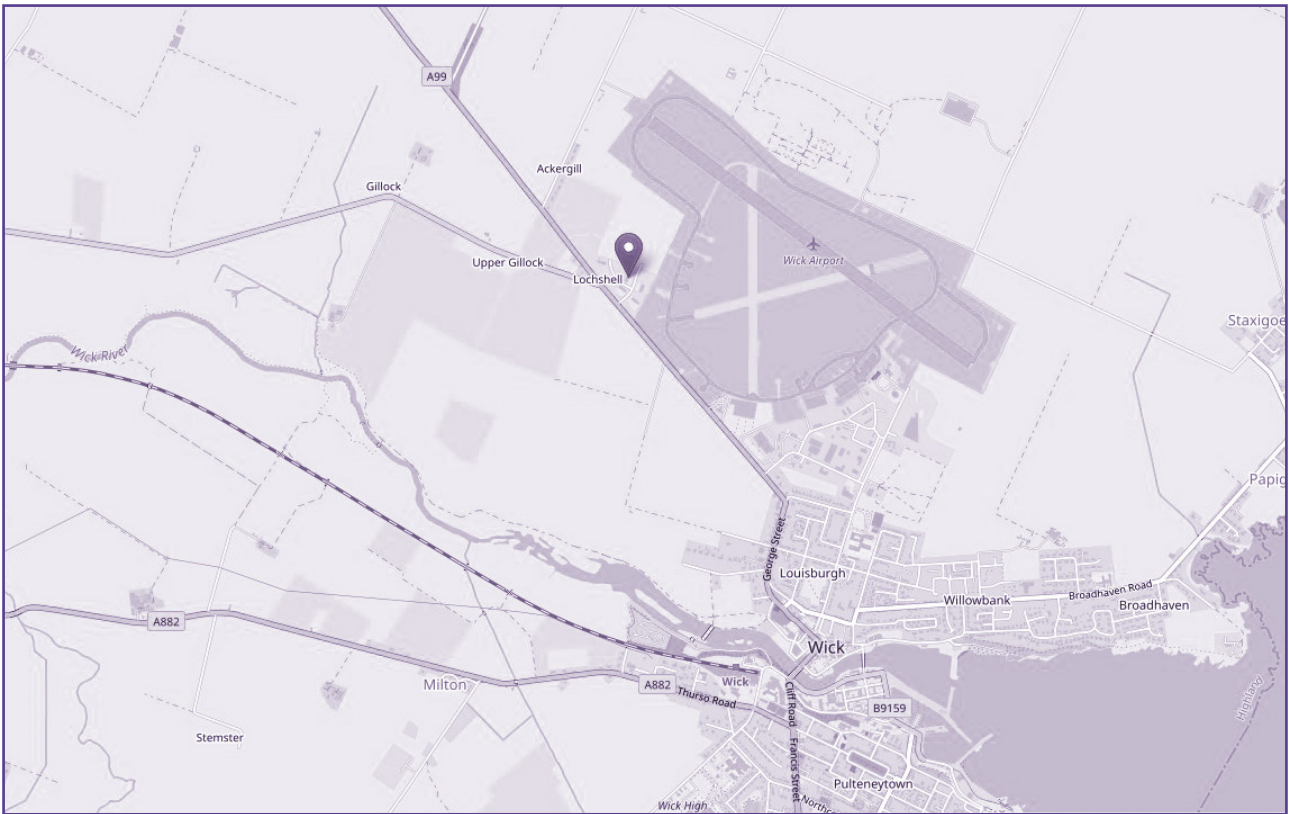 A99
Ackergill
Gillock
Wick Airport
Upper Gillock
Lochshell
Staxigoe
Wick River
Papig
George Street
Louisburgh
Willowbank
Broadhaven Road
Broadhaven
A882
Wick
Milton
A882
Wick
Thurso Road
Cliff Road
B9159
Highland
Stemster
Francis Street
Pulteneytown
Wick High
Northc